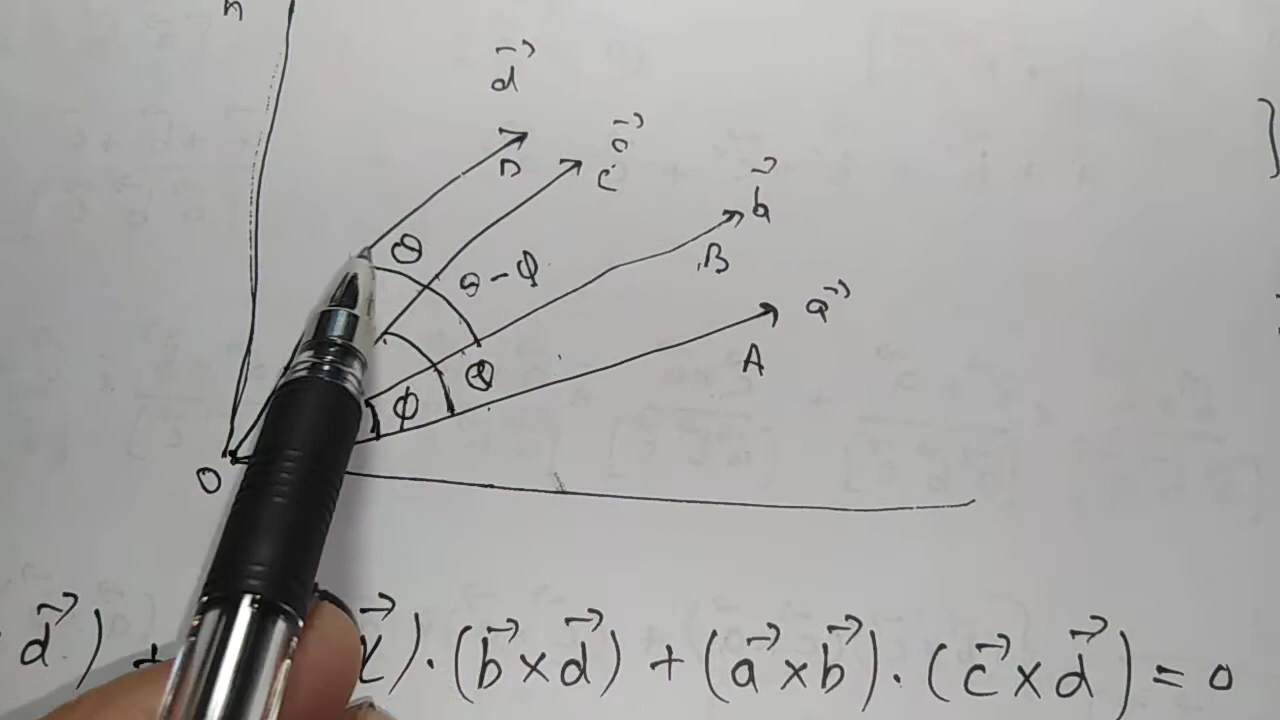 x
d⃗
D
c⃗
C
b⃗
B
θ
θ-φ
a⃗
A
θ
φ
O
d⃗) + c⃗)·(b⃗×d⃗) + (a⃗×b⃗)·(c⃗×d⃗) = 0